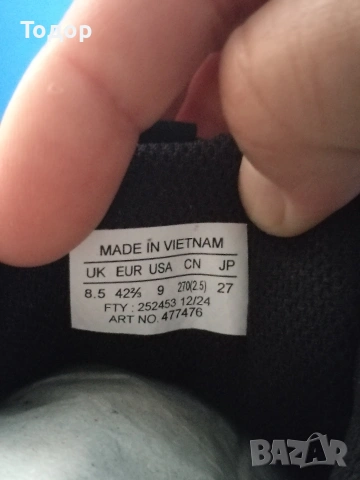 Тодор
MADE IN VIETNAM
UK EUR USA CN JP
8.5 42⅔ 9 270(2.5) 27
FTY : 252453 12/24
ART NO. 477476
BAZAR